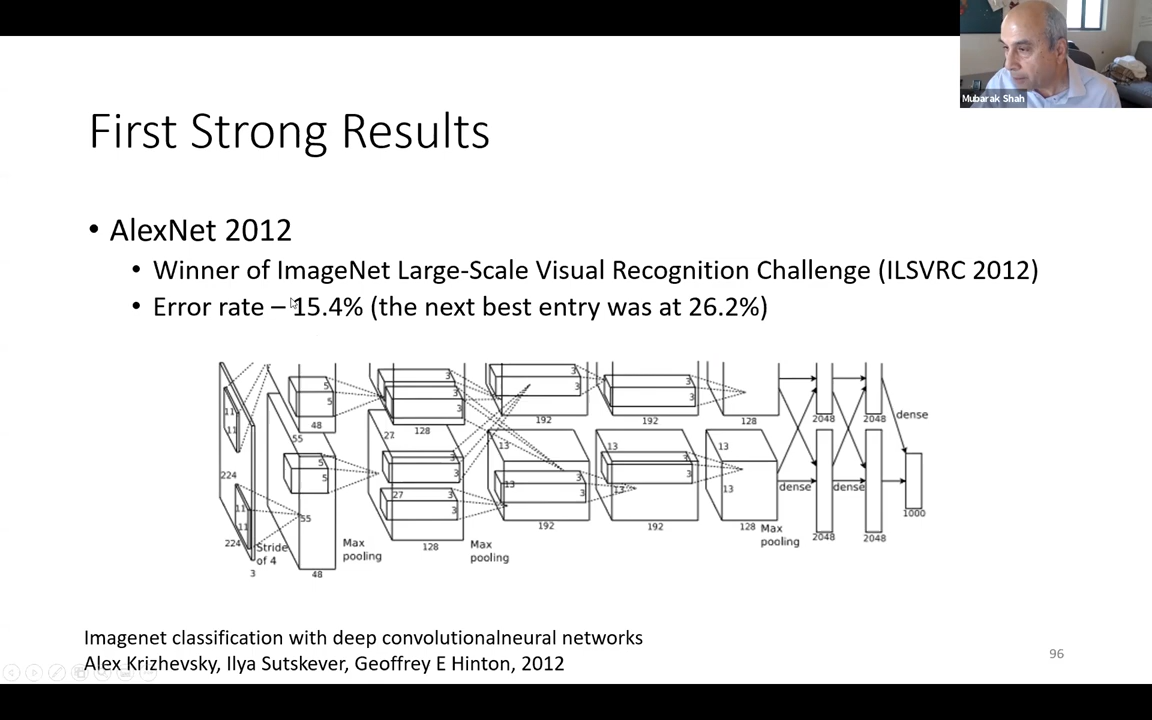 Mubarak Shah
First Strong Results
• AlexNet 2012
• Winner of ImageNet Large-Scale Visual Recognition Challenge (ILSVRC 2012)
• Error rate – 15.4% (the next best entry was at 26.2%)
11
11
224
11
11
224
3
Stride
of 4
5
5
48
55
5
5
55
48
Max
pooling
3
3
3
128
27
3
3
27
3
3
128
Max
pooling
3
3
192
13
3
3
13
192
3
3
192
13
3
3
13
192
128
13
13
128
Max
pooling
dense
dense
2048
2048
2048
2048
dense
1000
Imagenet classification with deep convolutionalneural networks
Alex Krizhevsky, Ilya Sutskever, Geoffrey E Hinton, 2012
96